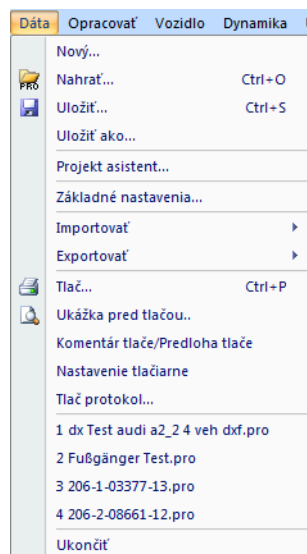 Dáta Opracovať Vozidlo Dynamika
Nový...
PRO Nahrať... Ctrl+O
Uložiť... Ctrl+S
Uložiť ako...
Projekt asistent...
Základné nastavenia...
Importovať
Exportovať
Tlač... Ctrl+P
Ukážka pred tlačou..
Komentár tlače/Predloha tlače
Nastavenie tlačiarne
Tlač protokol...
1 dx Test audi a2_2 4 veh dxf.pro
2 Fußgänger Test.pro
3 206-1-03377-13.pro
4 206-2-08661-12.pro
Ukončiť